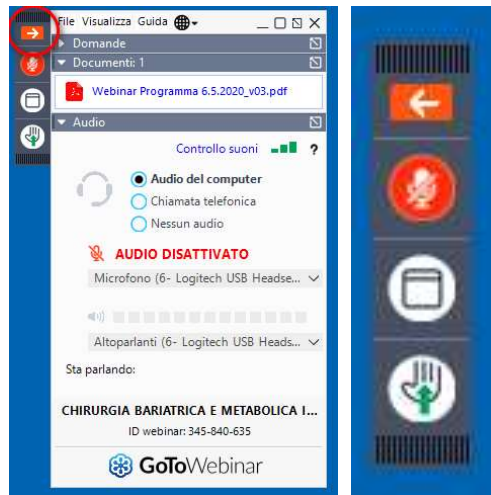 File Visualizza Guida
Domande
Documenti: 1
Webinar Programma 6.5.2020_v03.pdf
Audio
Controllo suoni ?
Audio del computer
Chiamata telefonica
Nessun audio
AUDIO DISATTIVATO
Microfono (6- Logitech USB Headse...
Altoparlanti (6- Logitech USB Heads...
Sta parlando:
CHIRURGIA BARIATRICA E METABOLICA I...
ID webinar: 345-840-635
GoToWebinar